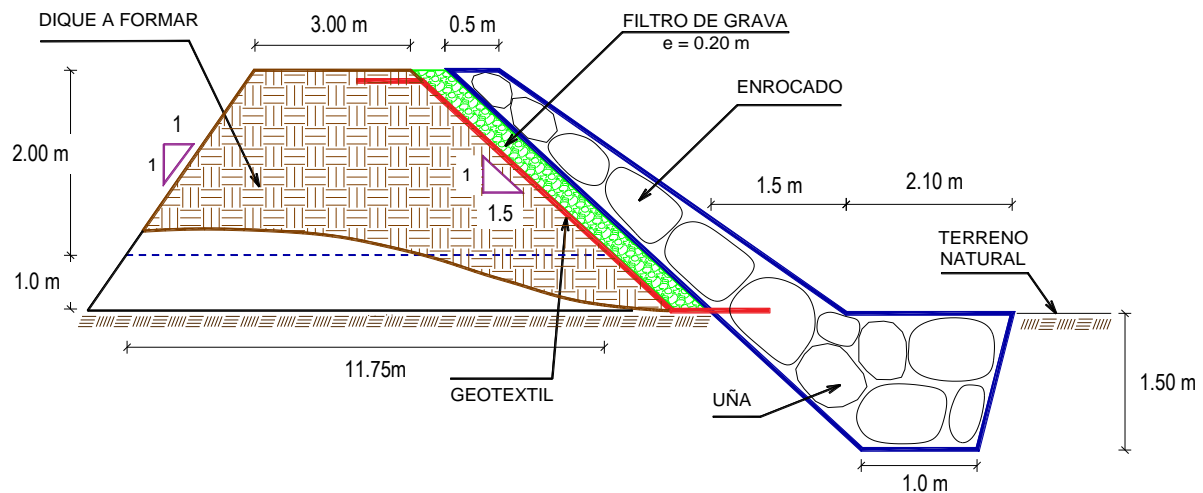 DIQUE A FORMAR
3.00 m
0.5 m
FILTRO DE GRAVA
e = 0.20 m
ENROCADO
1
1
2.00 m
1
1.5
1.5 m
2.10 m
TERRENO
NATURAL
1.0 m
11.75m
GEOTEXTIL
UÑA
1.50 m
1.0 m